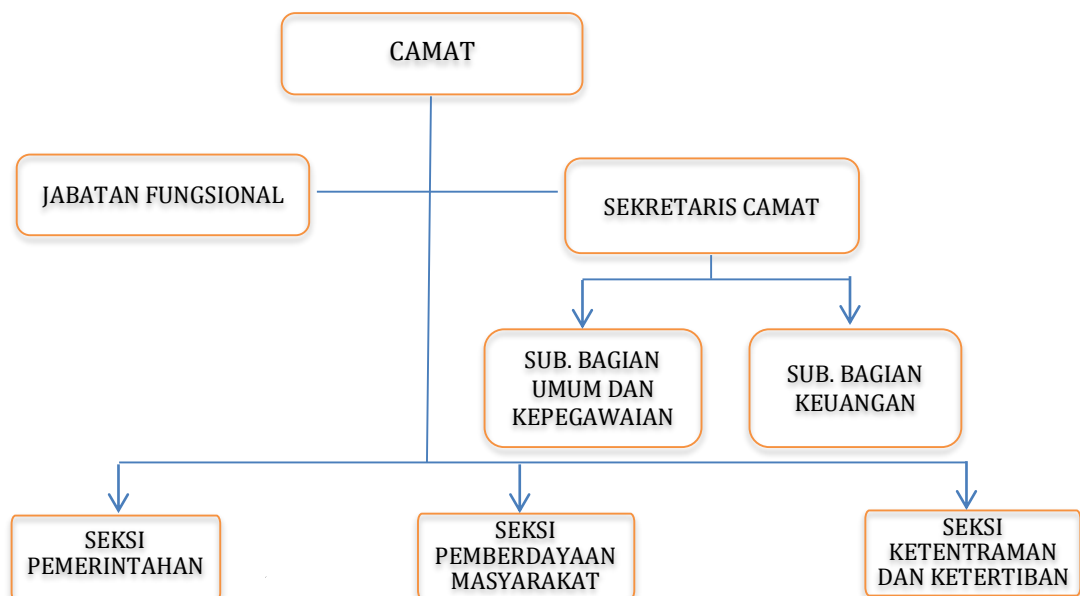 CAMAT
JABATAN FUNGSIONAL
SEKRETARIS CAMAT
SUB. BAGIAN
UMUM DAN
KEPEGAWAIAN
SUB. BAGIAN
KEUANGAN
SEKSI
PEMERINTAHAN
SEKSI
PEMBERDAYAAN
MASYARAKAT
SEKSI
KETENTRAMAN
DAN KETERTIBAN